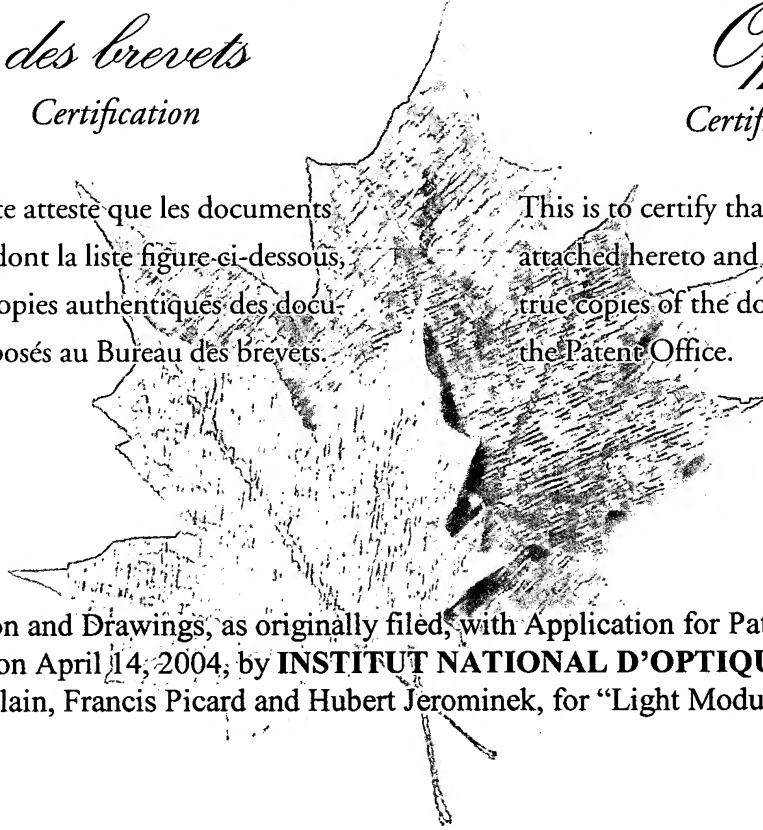 des brevets
Certification
Certif
te atteste que les documents
dont la liste figure ci-dessous,
opies authentiques des docu-
posés au Bureau des brevets.
This is to certify tha
attached hereto and
true copies of the do
the Patent Office.
on and Drawings, as originally filed, with Application for Pat
on April 14, 2004, by INSTITUT NATIONAL D'OPTIQU
lain, Francis Picard and Hubert Jerominek, for “Light Modu